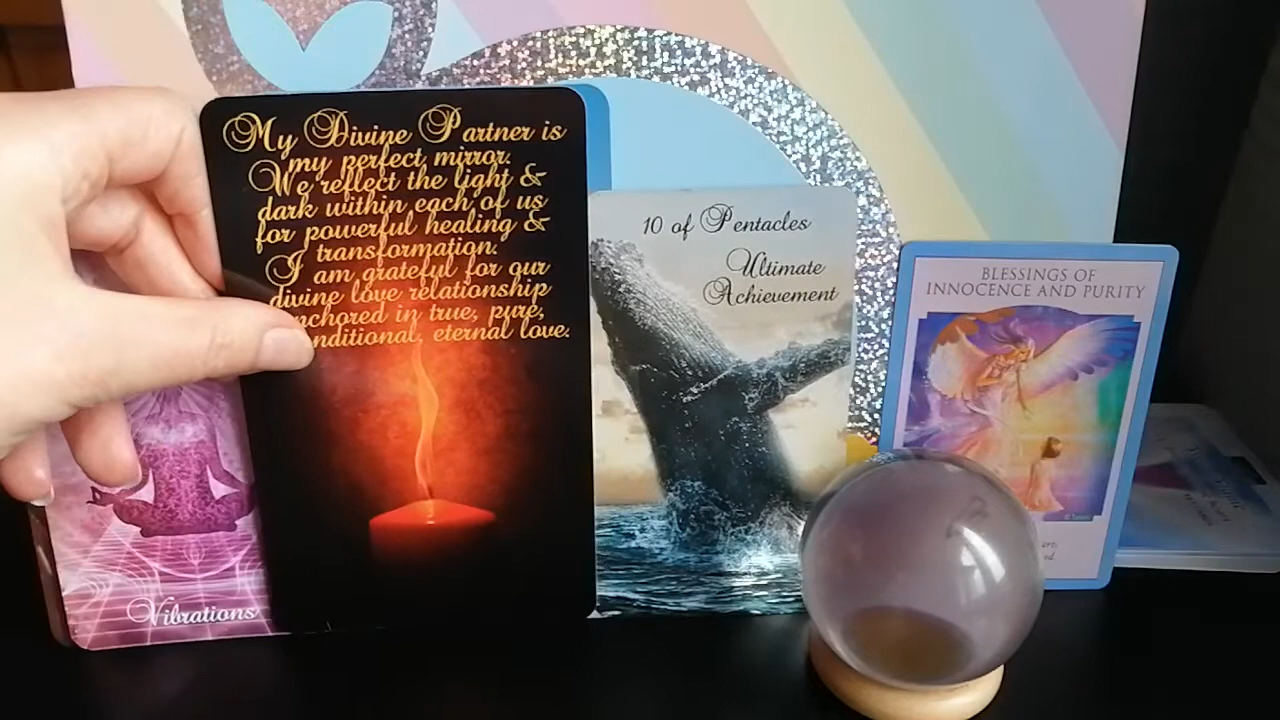 My Divine Partner is
my perfect mirror.
We reflect the light &
dark within each of us
for powerful healing &
transformation.
I am grateful for our
divine love relationship
nchored in true, pure,
nditional, eternal love.
10 of Pentacles
Ultimate
Achievement
BLESSINGS OF
INNOCENCE AND PURITY
Vibrations